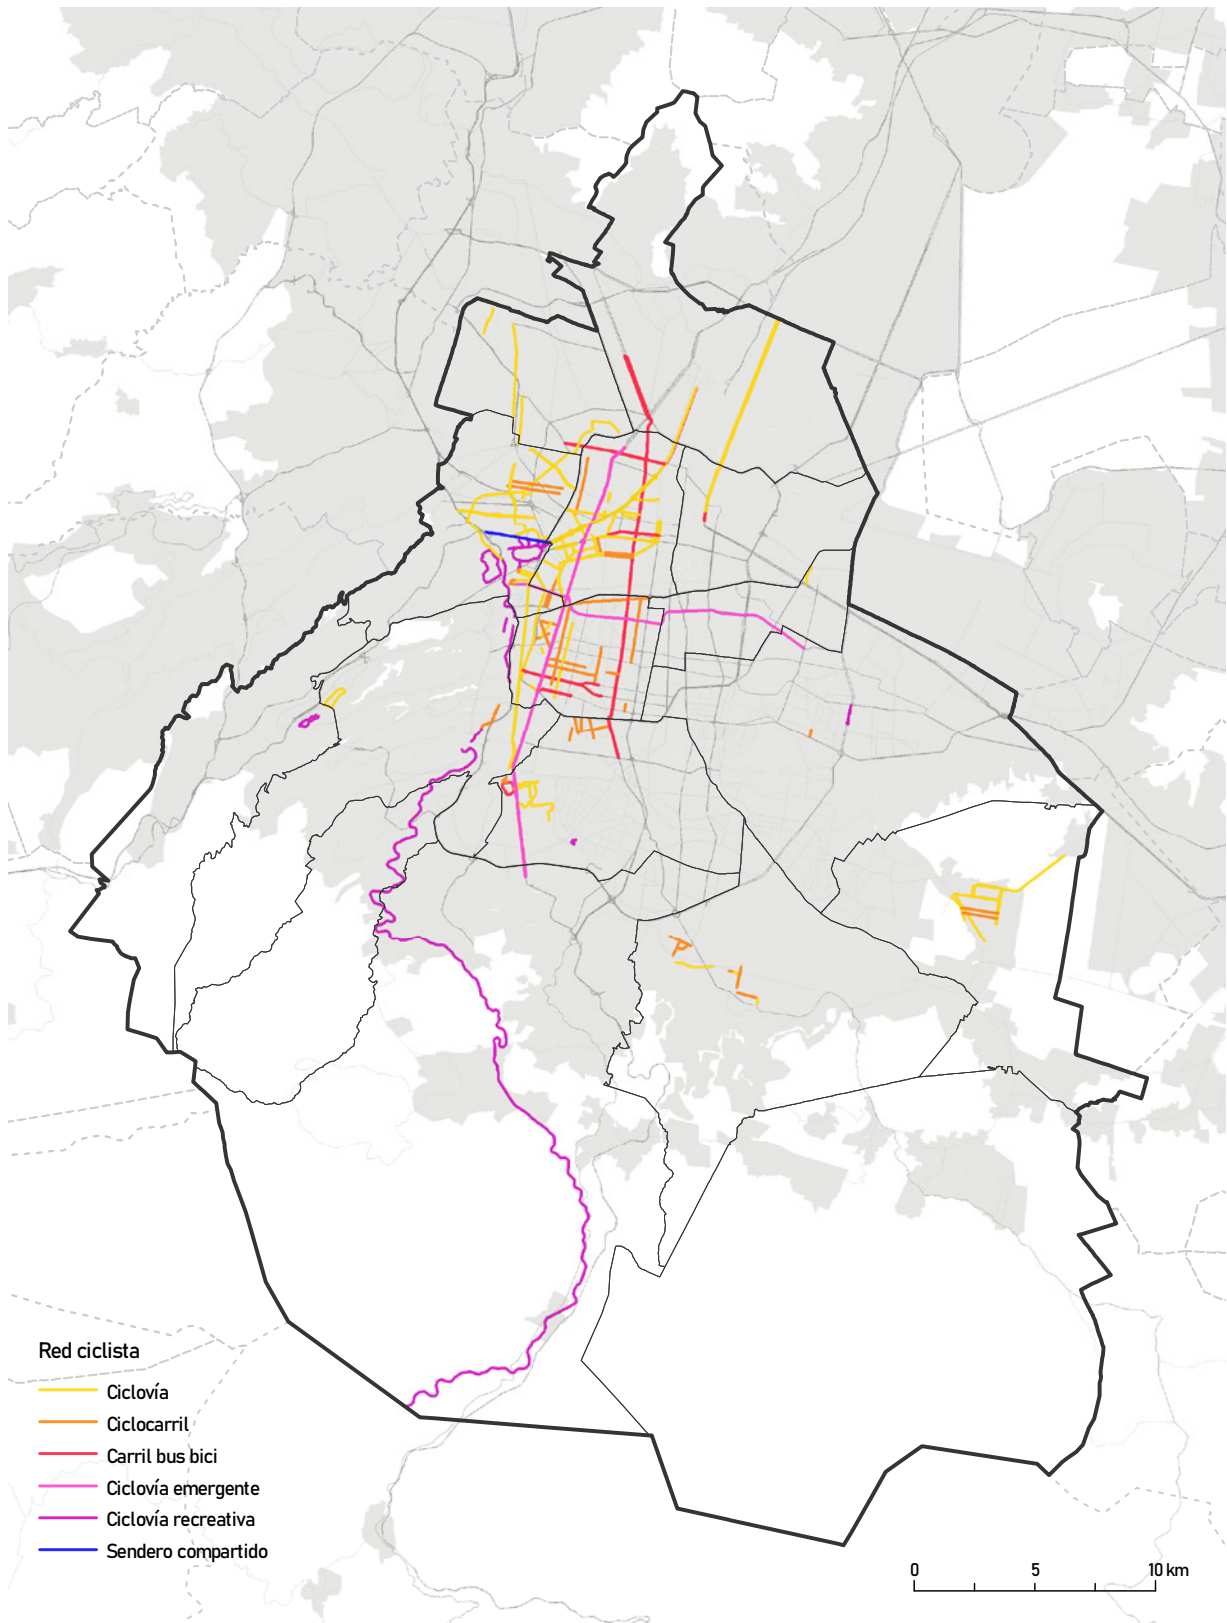 Red ciclista
Ciclovía
Ciclocarril
Carril bus bici
Ciclovía emergente
Ciclovía recreativa
Sendero compartido
0 5 10 km